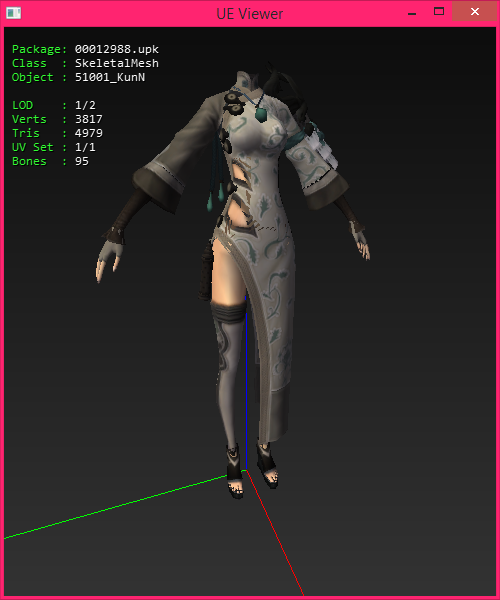 UE Viewer
Package: 00012988.upk
Class  : SkeletalMesh
Object : 51001_KunN
LOD    : 1/2
Verts  : 3817
Tris   : 4979
UV Set : 1/1
Bones  : 95